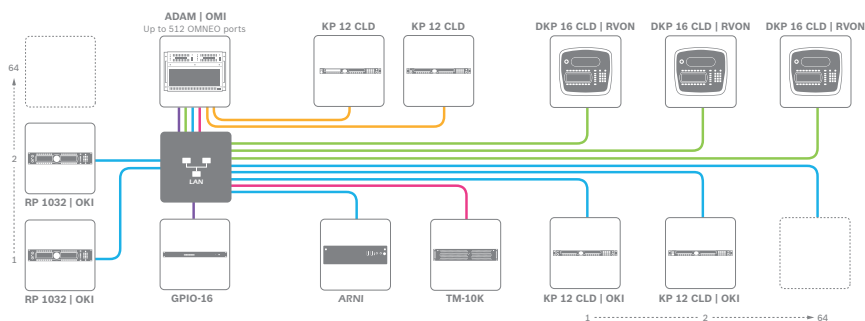 ADAM | OMI
Up to 512 OMNEO ports
KP 12 CLD
KP 12 CLD
DKP 16 CLD | RVON
DKP 16 CLD | RVON
DKP 16 CLD | RVON
64
2
RP 1032 | OKI
LAN
1
RP 1032 | OKI
GPIO-16
ARNI
TM-10K
KP 12 CLD | OKI
KP 12 CLD | OKI
1
2
64